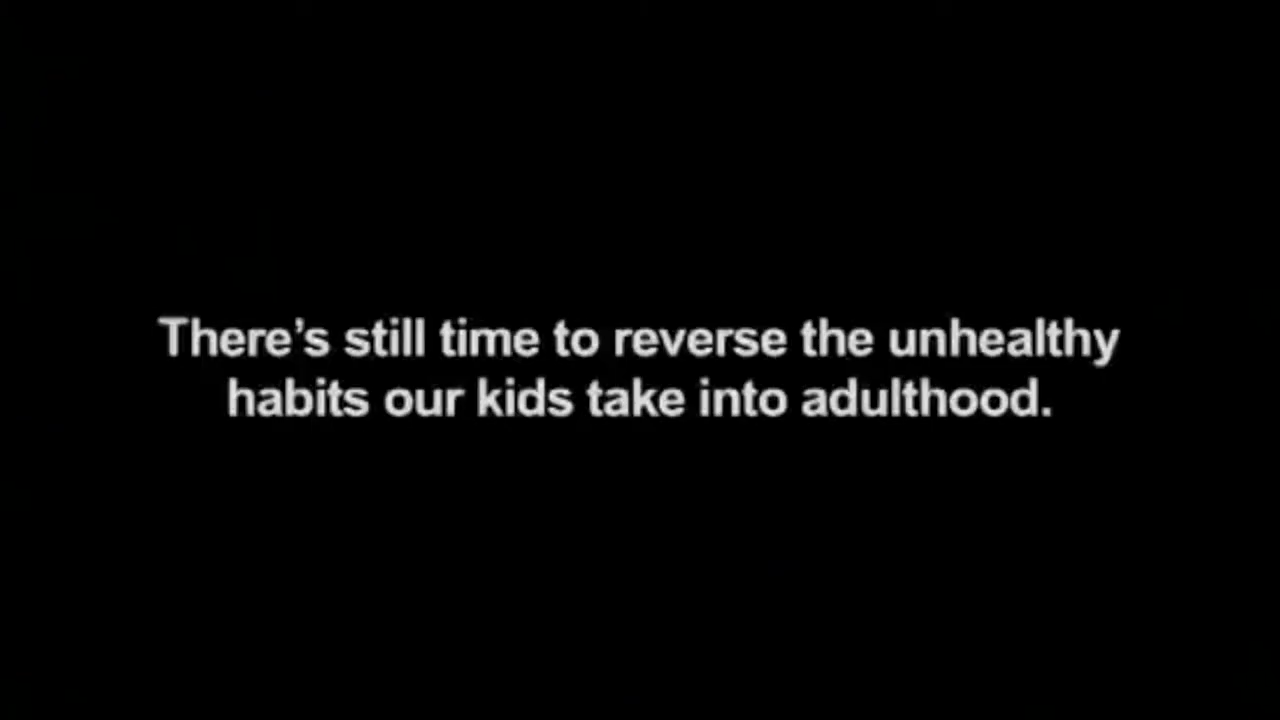 There’s still time to reverse the unhealthy
habits our kids take into adulthood.